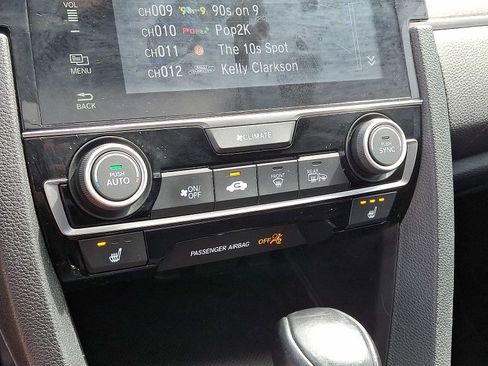 VOL
CH009 90s on 9
CH010 Pop2K
CH011 The 10s Spot
CH012 Kelly Clarkson
MENU
BACK
CLIMATE
PUSH
AUTO
PUSH
SYNC
ON/
OFF
FRONT
REAR
PASSENGER AIRBAG OFF